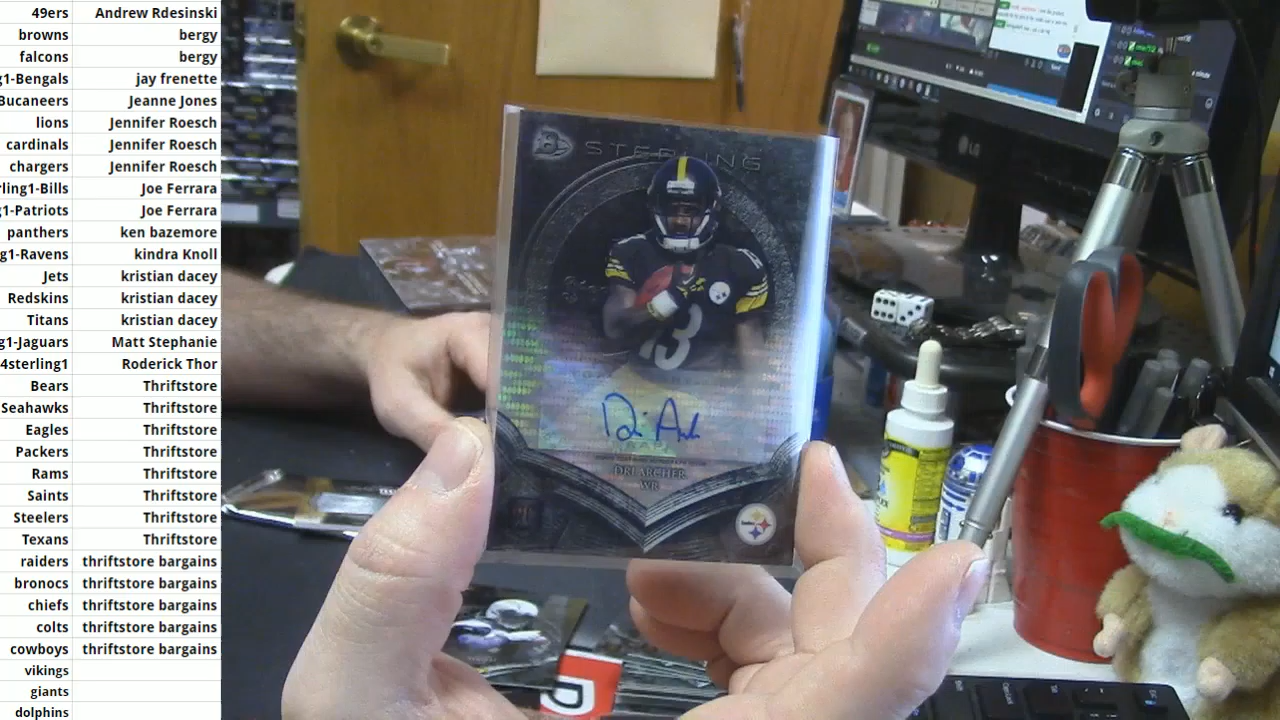 49ers Andrew Rdesinski
browns bergy
falcons bergy
g1-Bengals jay frenette
Bucaneers Jeanne Jones
lions Jennifer Roesch
cardinals Jennifer Roesch
chargers Jennifer Roesch
rling1-Bills Joe Ferrara
g1-Patriots Joe Ferrara
panthers ken bazemore
g1-Ravens kindra Knoll
Jets kristian dacey
Redskins kristian dacey
Titans kristian dacey
g1-Jaguars Matt Stephanie
4sterling1 Roderick Thor
Bears Thriftstore
Seahawks Thriftstore
Eagles Thriftstore
Packers Thriftstore
Rams Thriftstore
Saints Thriftstore
Steelers Thriftstore
Texans Thriftstore
raiders thriftstore bargains
bronocs thriftstore bargains
chiefs thriftstore bargains
colts thriftstore bargains
cowboys thriftstore bargains
vikings
giants
dolphins
B STERLING
13
DRI ARCHER
WR
LG